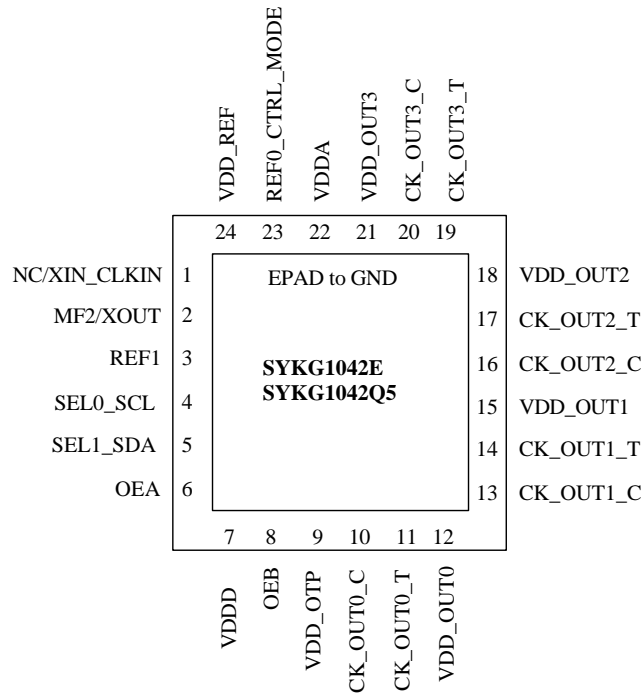 VDD_REF
REF0_CTRL_MODE
VDDA
VDD_OUT3
CK_OUT3_C
CK_OUT3_T
24
23
22
21
20
19
NC/XIN_CLKIN 1
MF2/XOUT 2
REF1 3
SEL0_SCL 4
SEL1_SDA 5
OEA 6
EPAD to GND
SYKG1042E
SYKG1042Q5
18 VDD_OUT2
17 CK_OUT2_T
16 CK_OUT2_C
15 VDD_OUT1
14 CK_OUT1_T
13 CK_OUT1_C
7
8
9
10
11
12
VDDD
OEB
VDD_OTP
CK_OUT0_C
CK_OUT0_T
VDD_OUT0